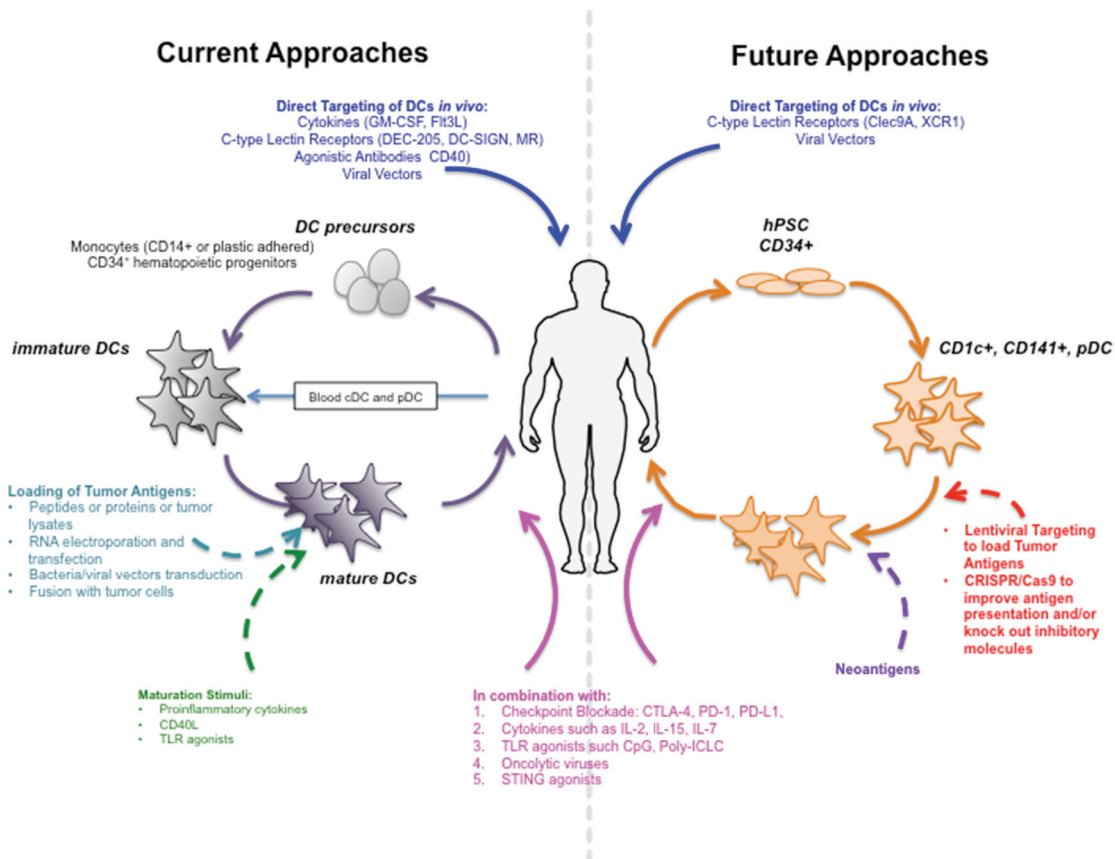 Current Approaches
Future Approaches
Direct Targeting of DCs in vivo:
Cytokines (GM-CSF, Flt3L)
C-type Lectin Receptors (DEC-205, DC-SIGN, MR)
Agonistic Antibodies CD40)
Viral Vectors
Direct Targeting of DCs in vivo:
C-type Lectin Receptors (Clec9A, XCR1)
Viral Vectors
DC precursors
Monocytes (CD14+ or plastic adhered)
CD34⁺ hematopoietic progenitors
hPSC
CD34+
immature DCs
CD1c+, CD141+, pDC
Blood cDC and pDC
Loading of Tumor Antigens:
• Peptides or proteins or tumor
lysates
• RNA electroporation and
transfection
• Bacteria/viral vectors transduction
• Fusion with tumor cells
mature DCs
• Lentiviral Targeting
to load Tumor
Antigens
• CRISPR/Cas9 to
improve antigen
presentation and/or
knock out inhibitory
molecules
Neoantigens
Maturation Stimuli:
• Proinflammatory cytokines
• CD40L
• TLR agonists
In combination with:
1. Checkpoint Blockade: CTLA-4, PD-1, PD-L1,
2. Cytokines such as IL-2, IL-15, IL-7
3. TLR agonists such CpG, Poly-ICLC
4. Oncolytic viruses
5. STING agonists